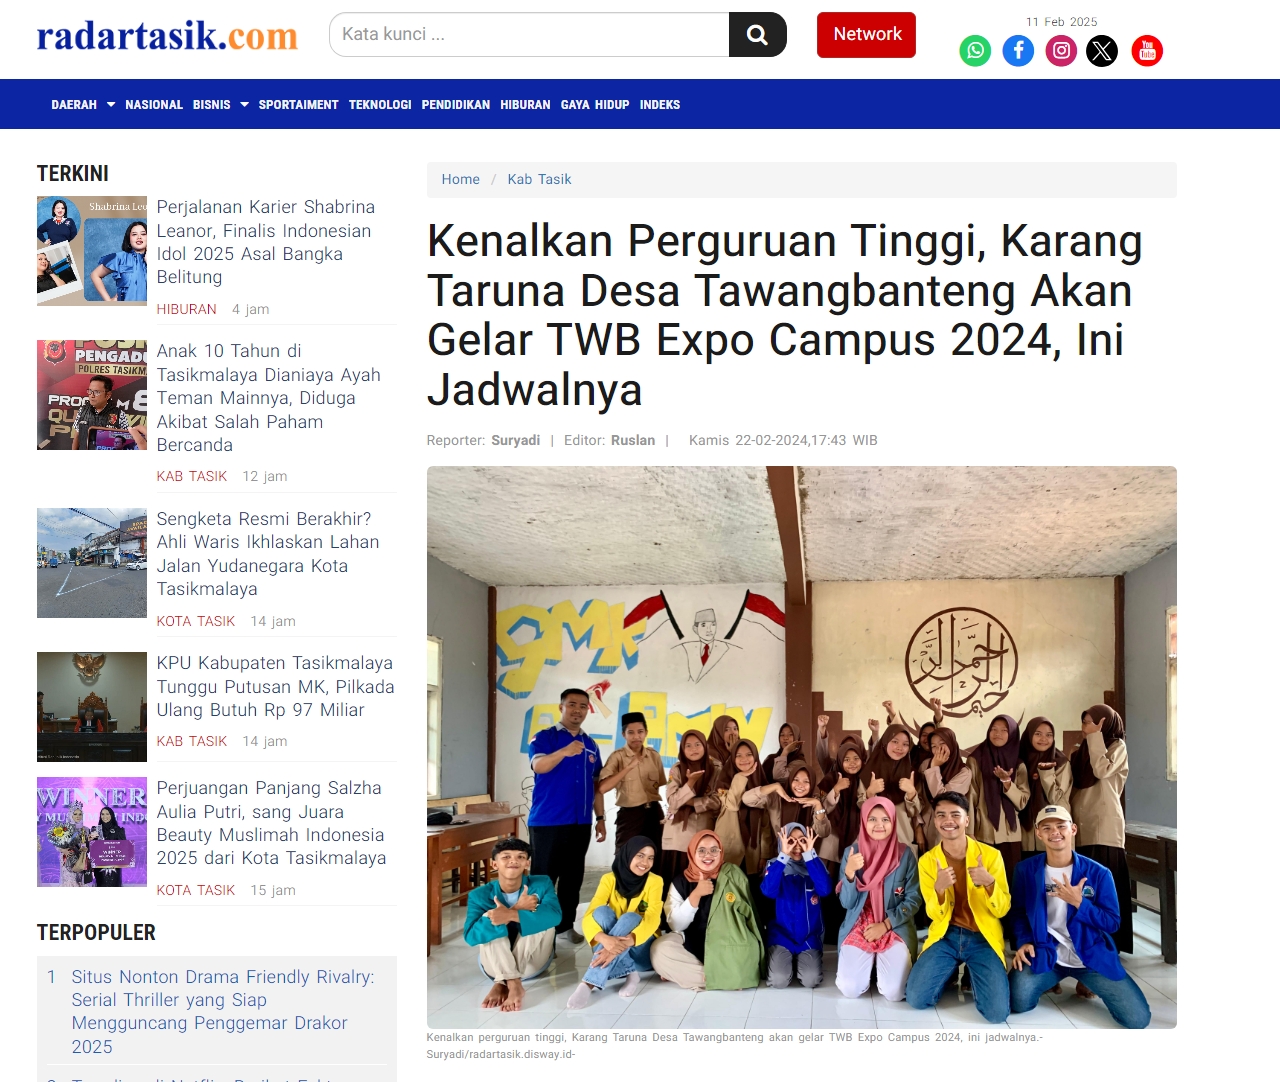 radartasik.com
Kata kunci ...
Network
11 Feb 2025
DAERAH NASIONAL BISNIS SPORTAIMENT TEKNOLOGI PENDIDIKAN HIBURAN GAYA HIDUP INDEKS
TERKINI
Shabrina Leo
Perjalanan Karier Shabrina
Leanor, Finalis Indonesian
Idol 2025 Asal Bangka
Belitung
HIBURAN 4 jam
PENGADU
POLRES TASIKM
Anak 10 Tahun di
Tasikmalaya Dianiaya Ayah
Teman Mainnya, Diduga
Akibat Salah Paham
Bercanda
KAB TASIK 12 jam
Sengketa Resmi Berakhir?
Ahli Waris Ikhlaskan Lahan
Jalan Yudanegara Kota
Tasikmalaya
KOTA TASIK 14 jam
KPU Kabupaten Tasikmalaya
Tunggu Putusan MK, Pilkada
Ulang Butuh Rp 97 Miliar
KAB TASIK 14 jam
WINNER
WINNER
Perjuangan Panjang Salzha
Aulia Putri, sang Juara
Beauty Muslimah Indonesia
2025 dari Kota Tasikmalaya
KOTA TASIK 15 jam
TERPOPULER
1 Situs Nonton Drama Friendly Rivalry:
Serial Thriller yang Siap
Mengguncang Penggemar Drakor
2025
Home / Kab Tasik
Kenalkan Perguruan Tinggi, Karang
Taruna Desa Tawangbanteng Akan
Gelar TWB Expo Campus 2024, Ini
Jadwalnya
Reporter: Suryadi | Editor: Ruslan | Kamis 22-02-2024,17:43 WIB
SMK
Kenalkan perguruan tinggi, Karang Taruna Desa Tawangbanteng akan gelar TWB Expo Campus 2024, ini jadwalnya.-
Suryadi/radartasik.disway.id-